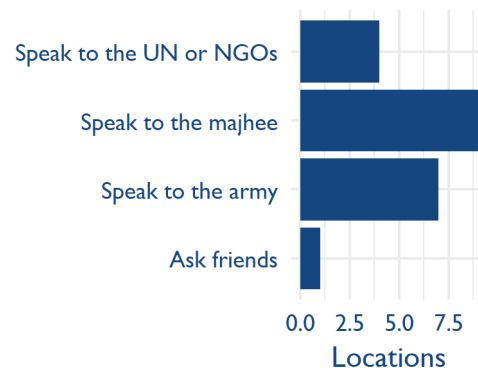 Speak to the UN or NGOs
Speak to the majhee
Speak to the army
Ask friends
0.0 2.5 5.0 7.5
Locations